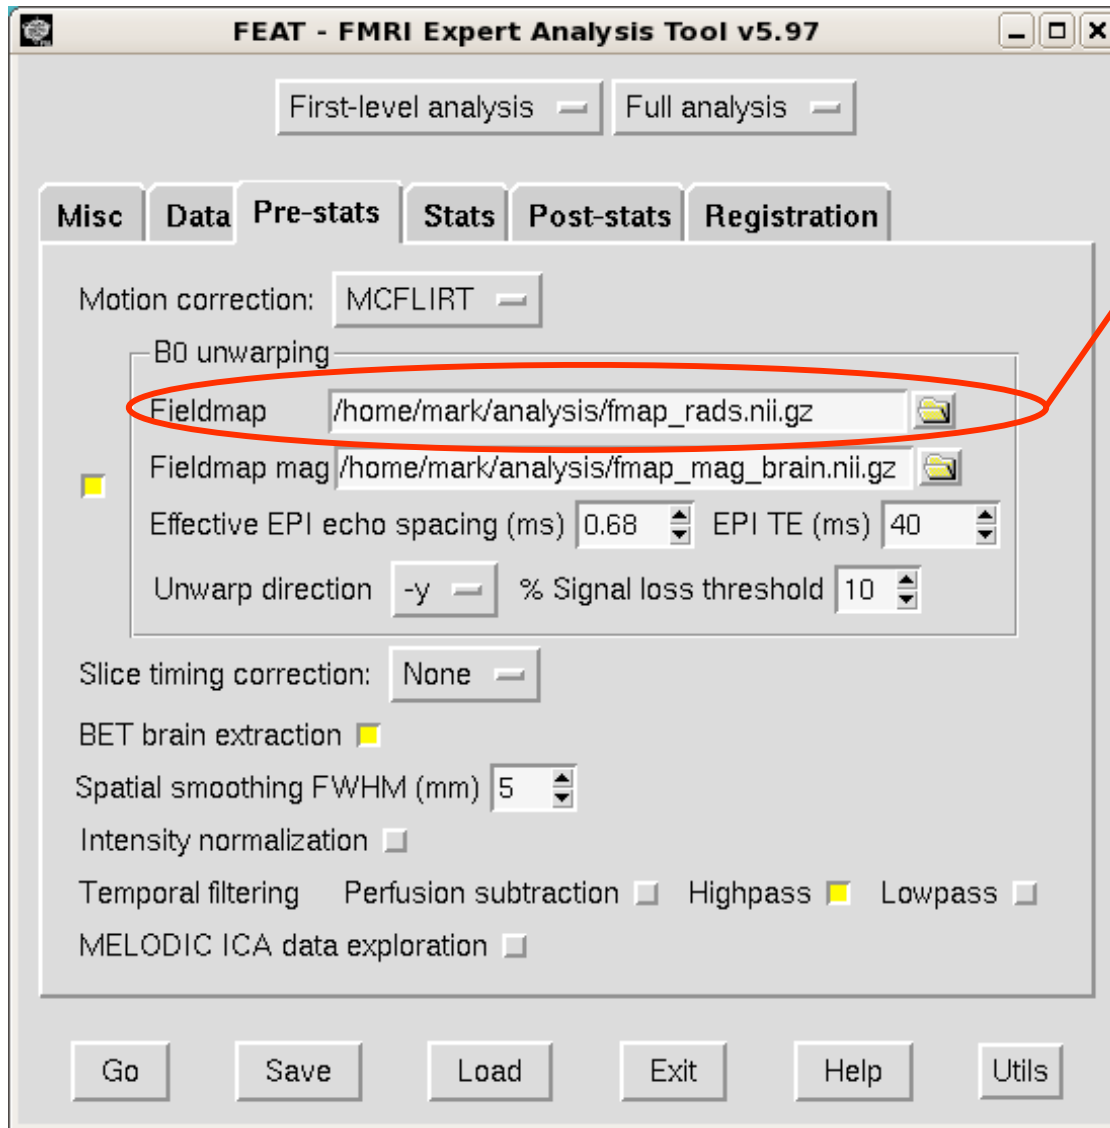 FEAT - FMRI Expert Analysis Tool v5.97
First-level analysis Full analysis
Misc Data Pre-stats Stats Post-stats Registration
Motion correction: MCFLIRT
B0 unwarping
Fieldmap /home/mark/analysis/fmap_rads.nii.gz
Fieldmap mag /home/mark/analysis/fmap_mag_brain.nii.gz
Effective EPI echo spacing (ms) 0.68 EPI TE (ms) 40
Unwarp direction -y % Signal loss threshold 10
Slice timing correction: None
BET brain extraction
Spatial smoothing FWHM (mm) 5
Intensity normalization
Temporal filtering Perfusion subtraction Highpass Lowpass
MELODIC ICA data exploration
Go Save Load Exit Help Utils